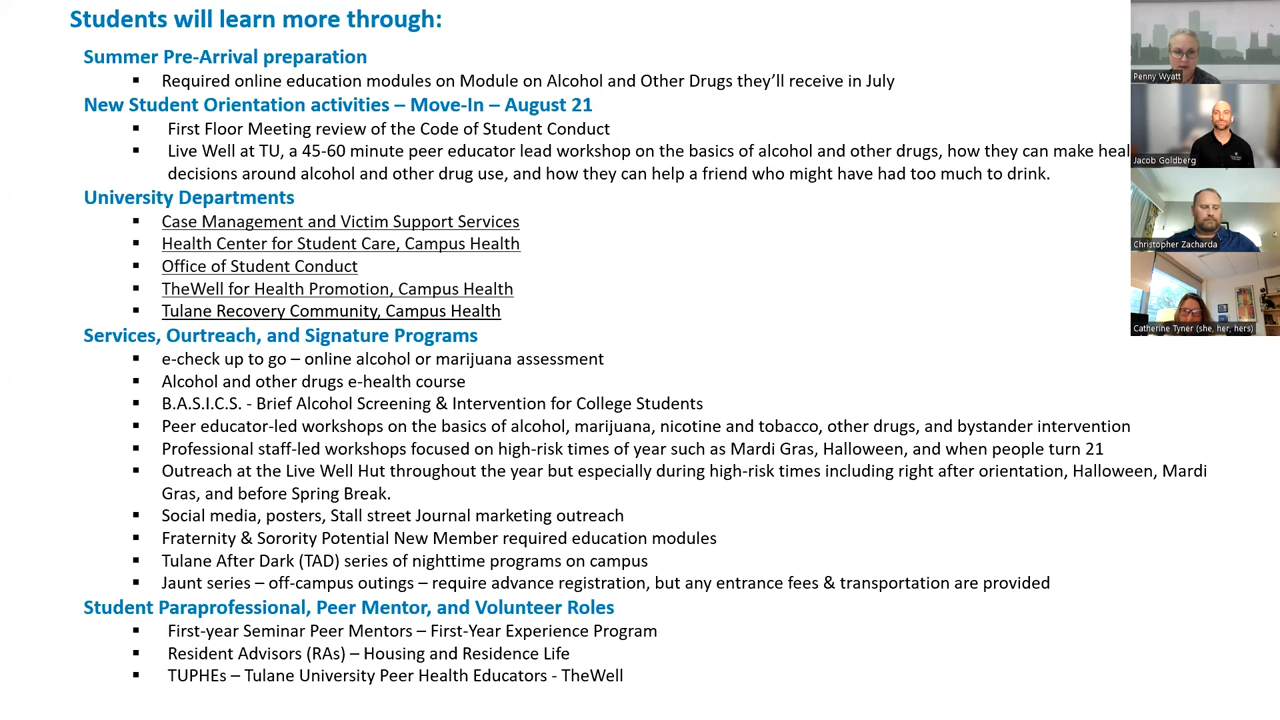 Students will learn more through:
Summer Pre-Arrival preparation
▪ Required online education modules on Module on Alcohol and Other Drugs they'll receive in July
New Student Orientation activities – Move-In – August 21
▪ First Floor Meeting review of the Code of Student Conduct
▪ Live Well at TU, a 45-60 minute peer educator lead workshop on the basics of alcohol and other drugs, how they can make heal
decisions around alcohol and other drug use, and how they can help a friend who might have had too much to drink.
University Departments
▪ Case Management and Victim Support Services
▪ Health Center for Student Care, Campus Health
▪ Office of Student Conduct
▪ TheWell for Health Promotion, Campus Health
▪ Tulane Recovery Community, Campus Health
Services, Ourtreach, and Signature Programs
▪ e-check up to go – online alcohol or marijuana assessment
▪ Alcohol and other drugs e-health course
▪ B.A.S.I.C.S. - Brief Alcohol Screening & Intervention for College Students
▪ Peer educator-led workshops on the basics of alcohol, marijuana, nicotine and tobacco, other drugs, and bystander intervention
▪ Professional staff-led workshops focused on high-risk times of year such as Mardi Gras, Halloween, and when people turn 21
▪ Outreach at the Live Well Hut throughout the year but especially during high-risk times including right after orientation, Halloween, Mardi
Gras, and before Spring Break.
▪ Social media, posters, Stall street Journal marketing outreach
▪ Fraternity & Sorority Potential New Member required education modules
▪ Tulane After Dark (TAD) series of nighttime programs on campus
▪ Jaunt series – off-campus outings – require advance registration, but any entrance fees & transportation are provided
Student Paraprofessional, Peer Mentor, and Volunteer Roles
▪ First-year Seminar Peer Mentors – First-Year Experience Program
▪ Resident Advisors (RAs) – Housing and Residence Life
▪ TUPHEs – Tulane University Peer Health Educators - TheWell
Penny Wyatt
Jacob Goldberg
Christopher Zacharda
Catherine Tyner (she, her, hers)